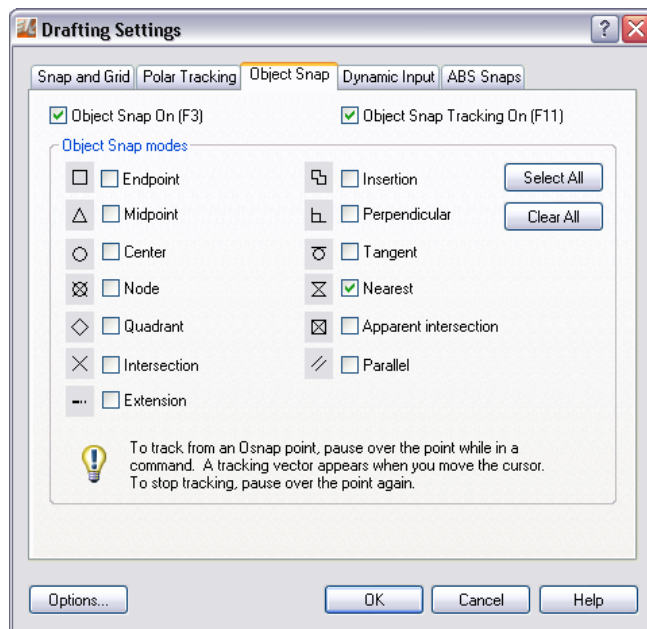 Drafting Settings
Snap and Grid Polar Tracking Object Snap Dynamic Input ABS Snaps
Object Snap On (F3) Object Snap Tracking On (F11)
Object Snap modes
Endpoint Insertion Select All
Midpoint Perpendicular Clear All
Center Tangent
Node Nearest
Quadrant Apparent intersection
Intersection Parallel
Extension
To track from an Osnap point, pause over the point while in a
command. A tracking vector appears when you move the cursor.
To stop tracking, pause over the point again.
Options... OK Cancel Help